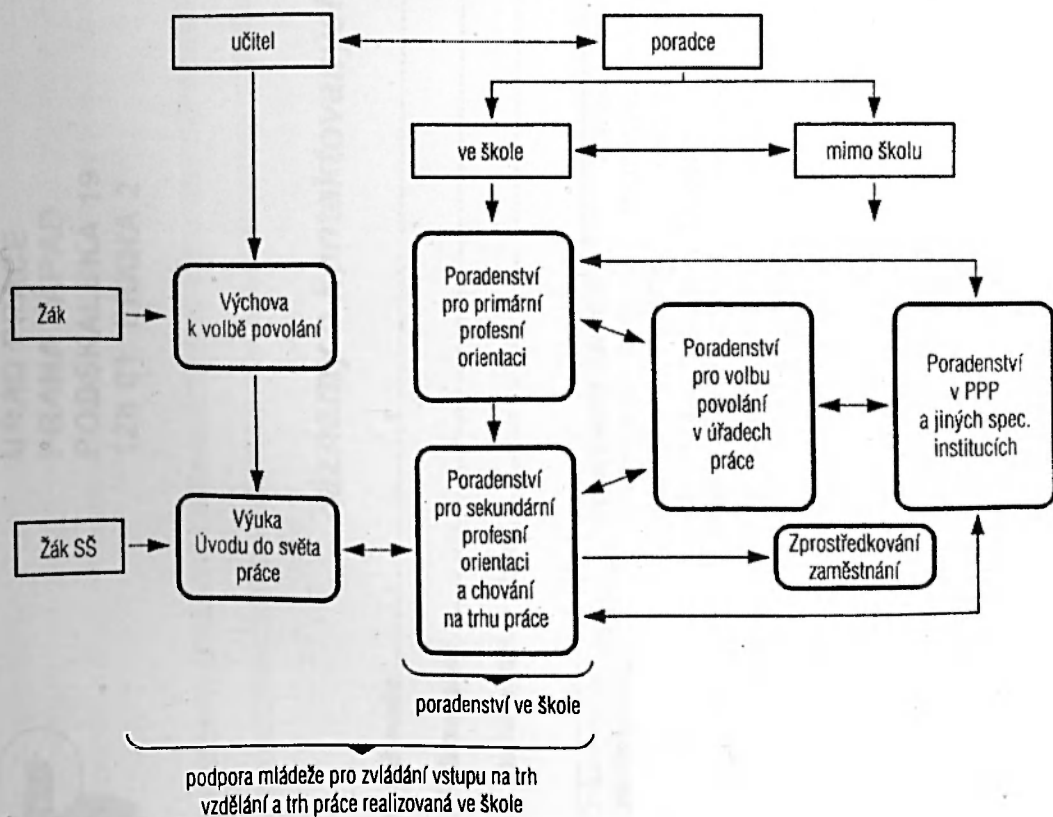 učitel
poradce
ve škole
mimo školu
Žák
Výchova
k volbě povolání
Poradenství
pro primární
profesní
orientaci
Poradenství
pro volbu
povolání
v úřadech
práce
Poradenství
v PPP
a jiných spec.
institucích
Žák SŠ
Výuka
Úvodu do světa
práce
Poradenství
pro sekundární
profesní
orientaci
a chování
na trhu práce
Zprostředkování
zaměstnání
poradenství ve škole
podpora mládeže pro zvládání vstupu na trh
vzdělání a trh práce realizovaná ve škole